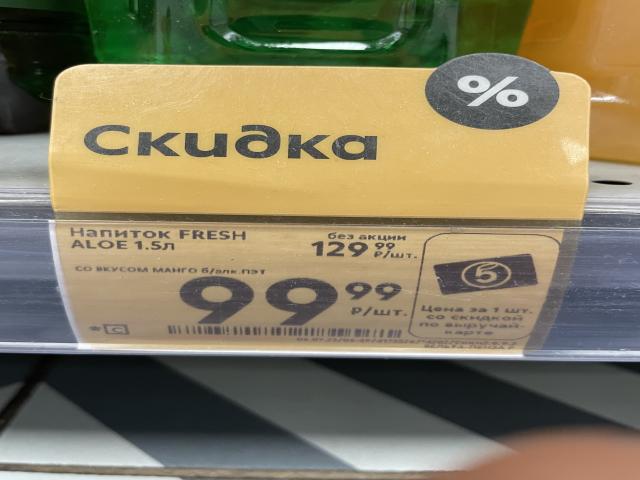 %
Скидка
Напиток FRESH
ALOE 1.5л
без акции
129 99
₽/шт.
со вкусом манго б/алк.ПЭТ
99 99
₽/шт.
5
Цена за 1 шт.
со скидкой
по выручай-
карте
*C